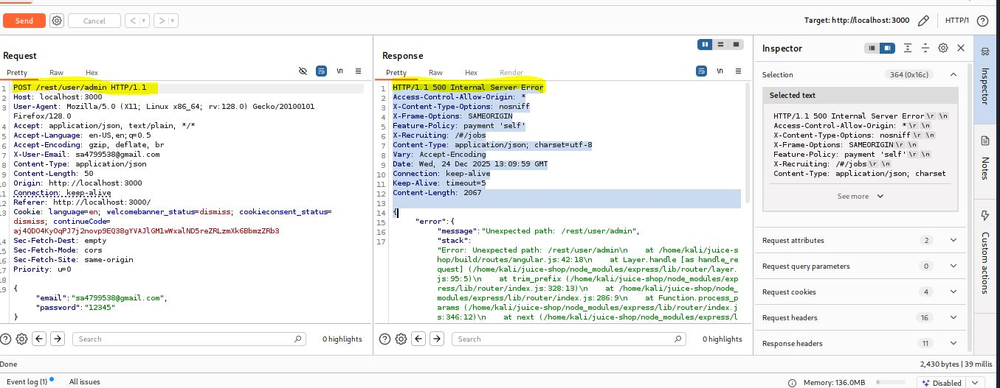 Send
Cancel
Target: http://localhost:3000
HTTP/1
Request
Pretty Raw Hex
\n
1 POST /rest/user/admin HTTP/1.1
2 Host: localhost:3000
3 User-Agent: Mozilla/5.0 (X11; Linux x86_64; rv:128.0) Gecko/20100101
Firefox/128.0
4 Accept: application/json, text/plain, */*
5 Accept-Language: en-US,en;q=0.5
6 Accept-Encoding: gzip, deflate, br
7 X-User-Email: sa4799538@gmail.com
8 Content-Type: application/json
9 Content-Length: 50
10 Origin: http://localhost:3000
11 Connection: keep-alive
12 Referer: http://localhost:3000/
13 Cookie: language=en; welcomebanner_status=dismiss; cookieconsent_status=
dismiss; continueCode=
aj4QDO4KyOqPJ7j2novp9EQ38gYVAJlGM1wWxalND5reZRLzmXk6BbmzZRb3
14 Sec-Fetch-Dest: empty
15 Sec-Fetch-Mode: cors
16 Sec-Fetch-Site: same-origin
17 Priority: u=0
18
19 {
"email":"sa4799538@gmail.com",
"password":"12345"
}
Search
0 highlights
Response
Pretty Raw Hex Render
\n
1 HTTP/1.1 500 Internal Server Error
2 Access-Control-Allow-Origin: *
3 X-Content-Type-Options: nosniff
4 X-Frame-Options: SAMEORIGIN
5 Feature-Policy: payment 'self'
6 X-Recruiting: /#/jobs
7 Content-Type: application/json; charset=utf-8
8 Vary: Accept-Encoding
9 Date: Wed, 24 Dec 2025 13:09:59 GMT
10 Connection: keep-alive
11 Keep-Alive: timeout=5
12 Content-Length: 2067
13
14 {
15 "error":{
16 "message":"Unexpected path: /rest/user/admin",
17 "stack":
"Error: Unexpected path: /rest/user/admin\n    at /home/kali/juice-s
hop/build/routes/angular.js:42:18\n    at Layer.handle [as handle_re
quest] (/home/kali/juice-shop/node_modules/express/lib/router/layer.
js:95:5)\n    at trim_prefix (/home/kali/juice-shop/node_modules/exp
ress/lib/router/index.js:328:13)\n    at /home/kali/juice-shop/node_
modules/express/lib/router/index.js:286:9\n    at Function.process_p
arams (/home/kali/juice-shop/node_modules/express/lib/router/index.j
s:346:12)\n    at next (/home/kali/juice-shop/node_modules/express/l
Search
0 highlights
Inspector
Selection 364 (0x16c)
Selected text
HTTP/1.1 500 Internal Server Error\r \n
Access-Control-Allow-Origin: *\r \n
X-Content-Type-Options: nosniff\r \n
X-Frame-Options: SAMEORIGIN\r \n
Feature-Policy: payment 'self'\r \n
X-Recruiting: /#/jobs\r \n
Content-Type: application/json; charset
See more
Request attributes 2
Request query parameters 0
Request cookies 4
Request headers 16
Response headers 11
Inspector
Notes
Custom actions
Done
2,430 bytes | 39 millis
Event log (1)
All issues
Memory: 136.0MB
Disabled